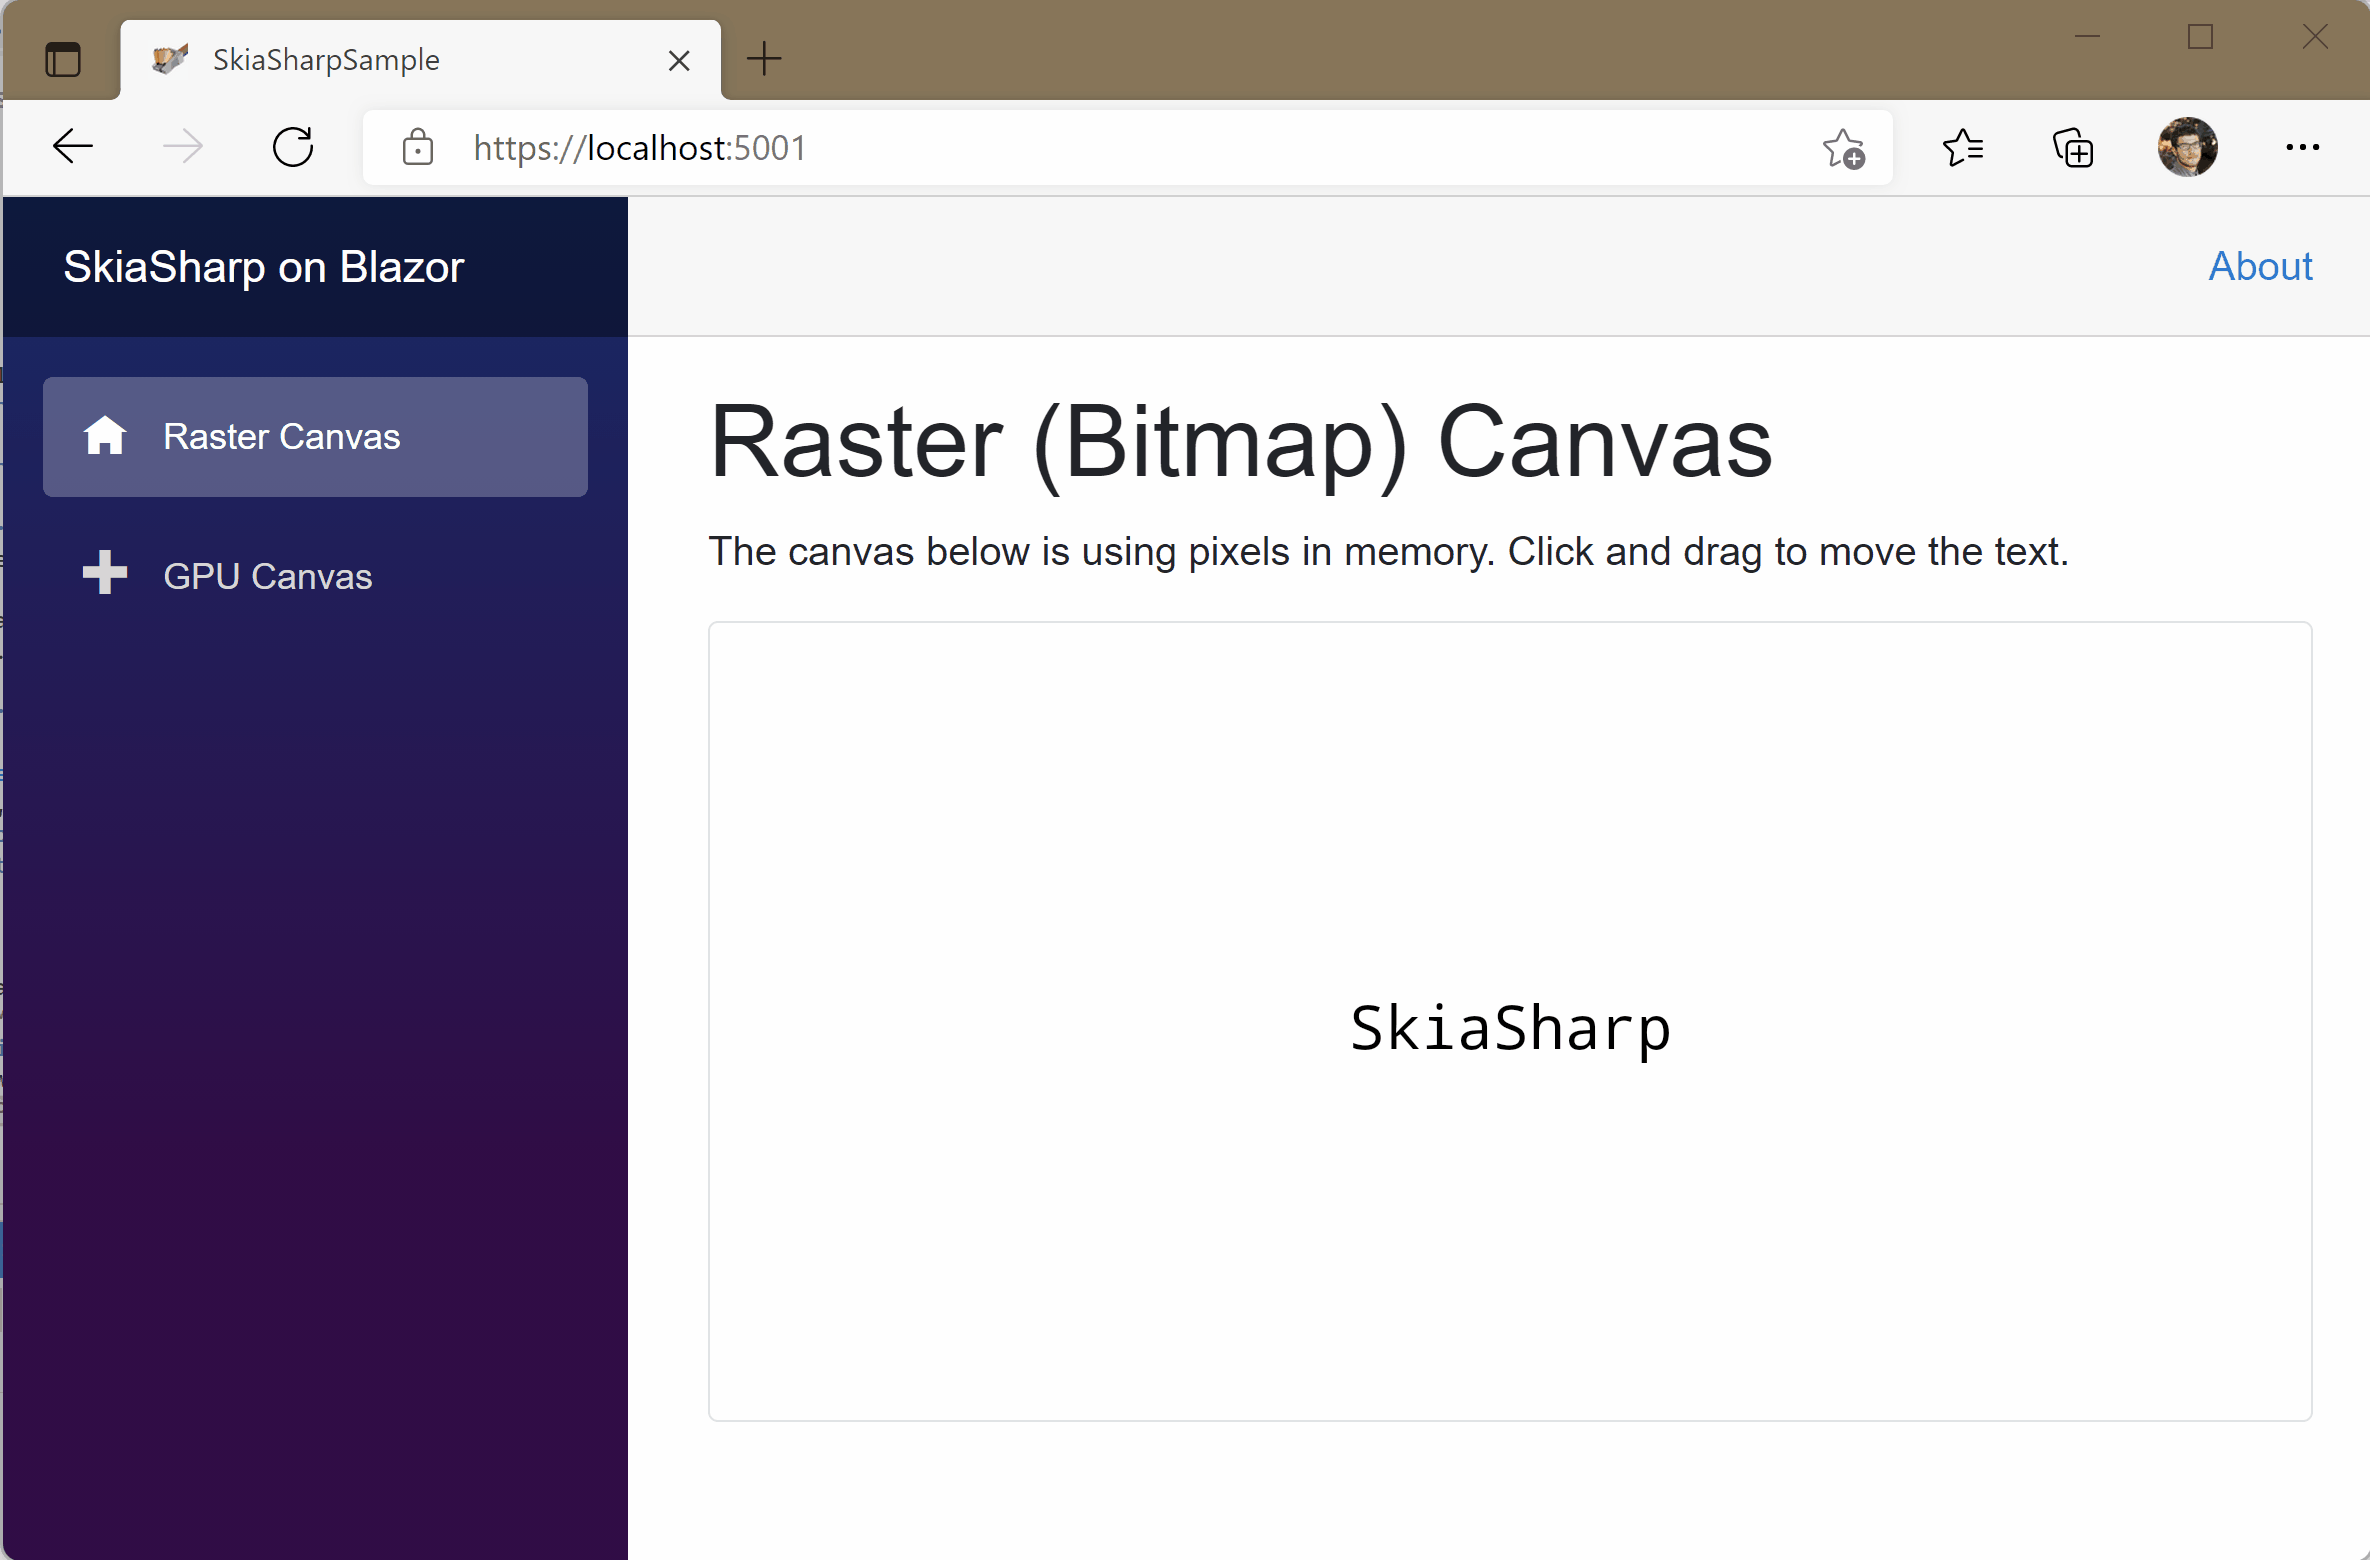 SkiaSharpSample
https://localhost:5001
SkiaSharp on Blazor
About
Raster Canvas
GPU Canvas
Raster (Bitmap) Canvas
The canvas below is using pixels in memory. Click and drag to move the text.
SkiaSharp